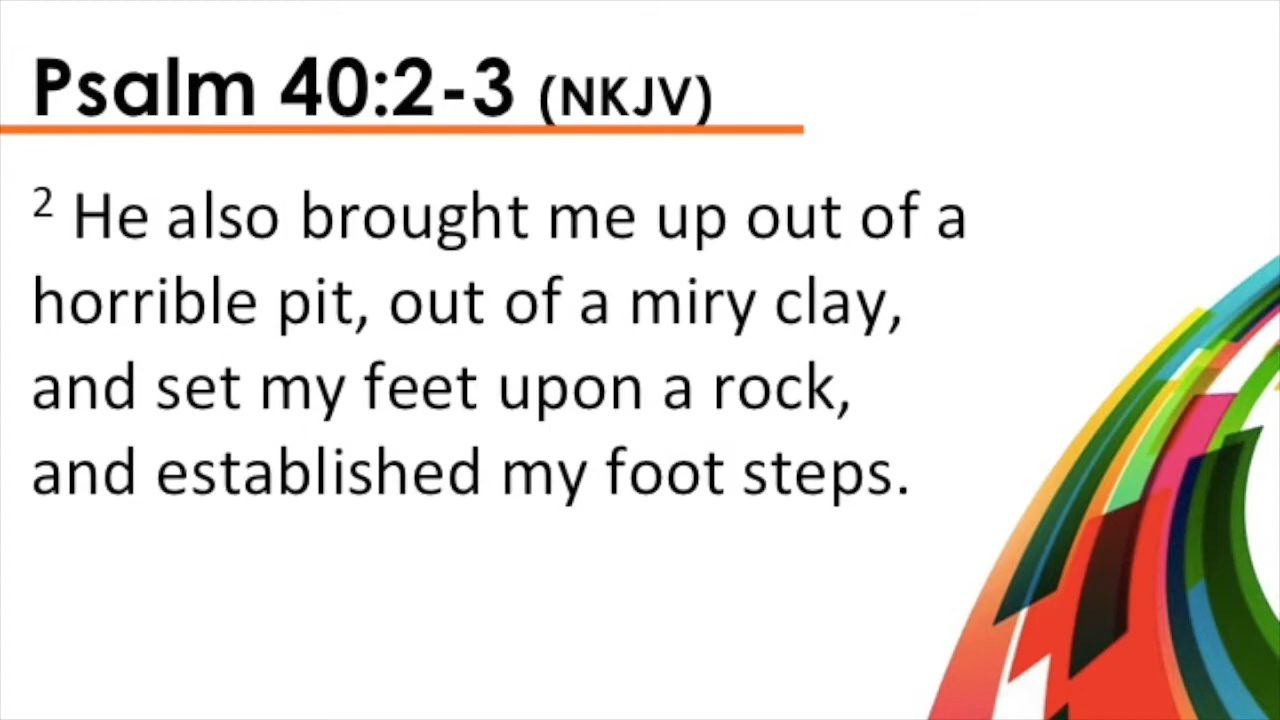 Psalm 40:2-3 (NKJV)
2 He also brought me up out of a
horrible pit, out of a miry clay,
and set my feet upon a rock,
and established my foot steps.